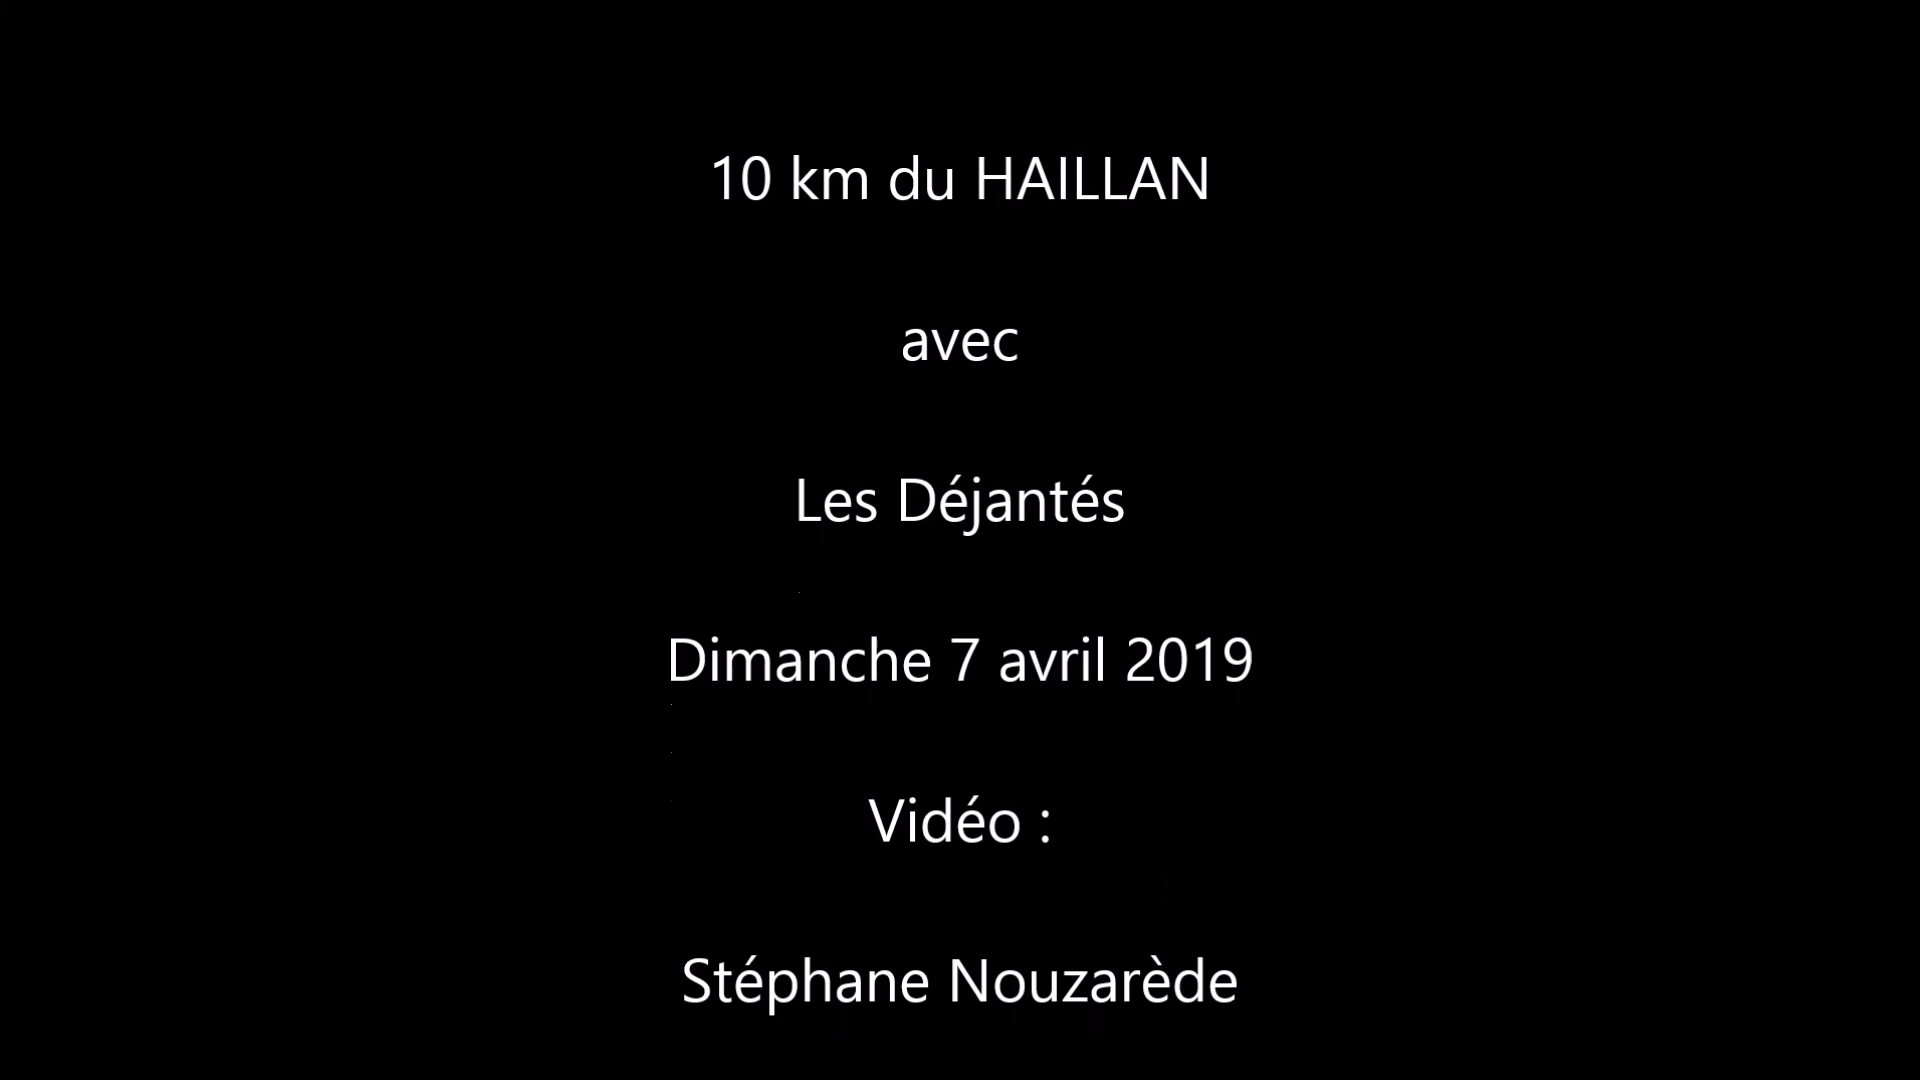 10 km du HAILLAN
avec
Les Déjantés
Dimanche 7 avril 2019
Vidéo :
Stéphane Nouzarède